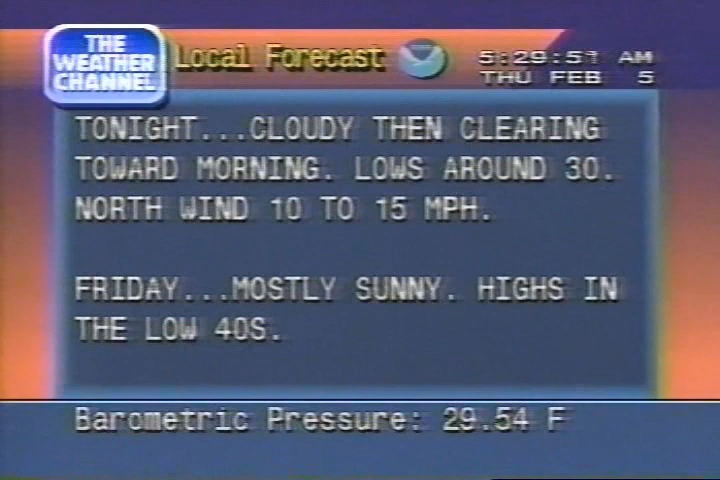 THE
WEATHER
CHANNEL
Local Forecast
5:29:51 AM
THU FEB 5
TONIGHT...CLOUDY THEN CLEARING
TOWARD MORNING. LOWS AROUND 30.
NORTH WIND 10 TO 15 MPH.
FRIDAY...MOSTLY SUNNY. HIGHS IN
THE LOW 40S.
Barometric Pressure: 29.54 F